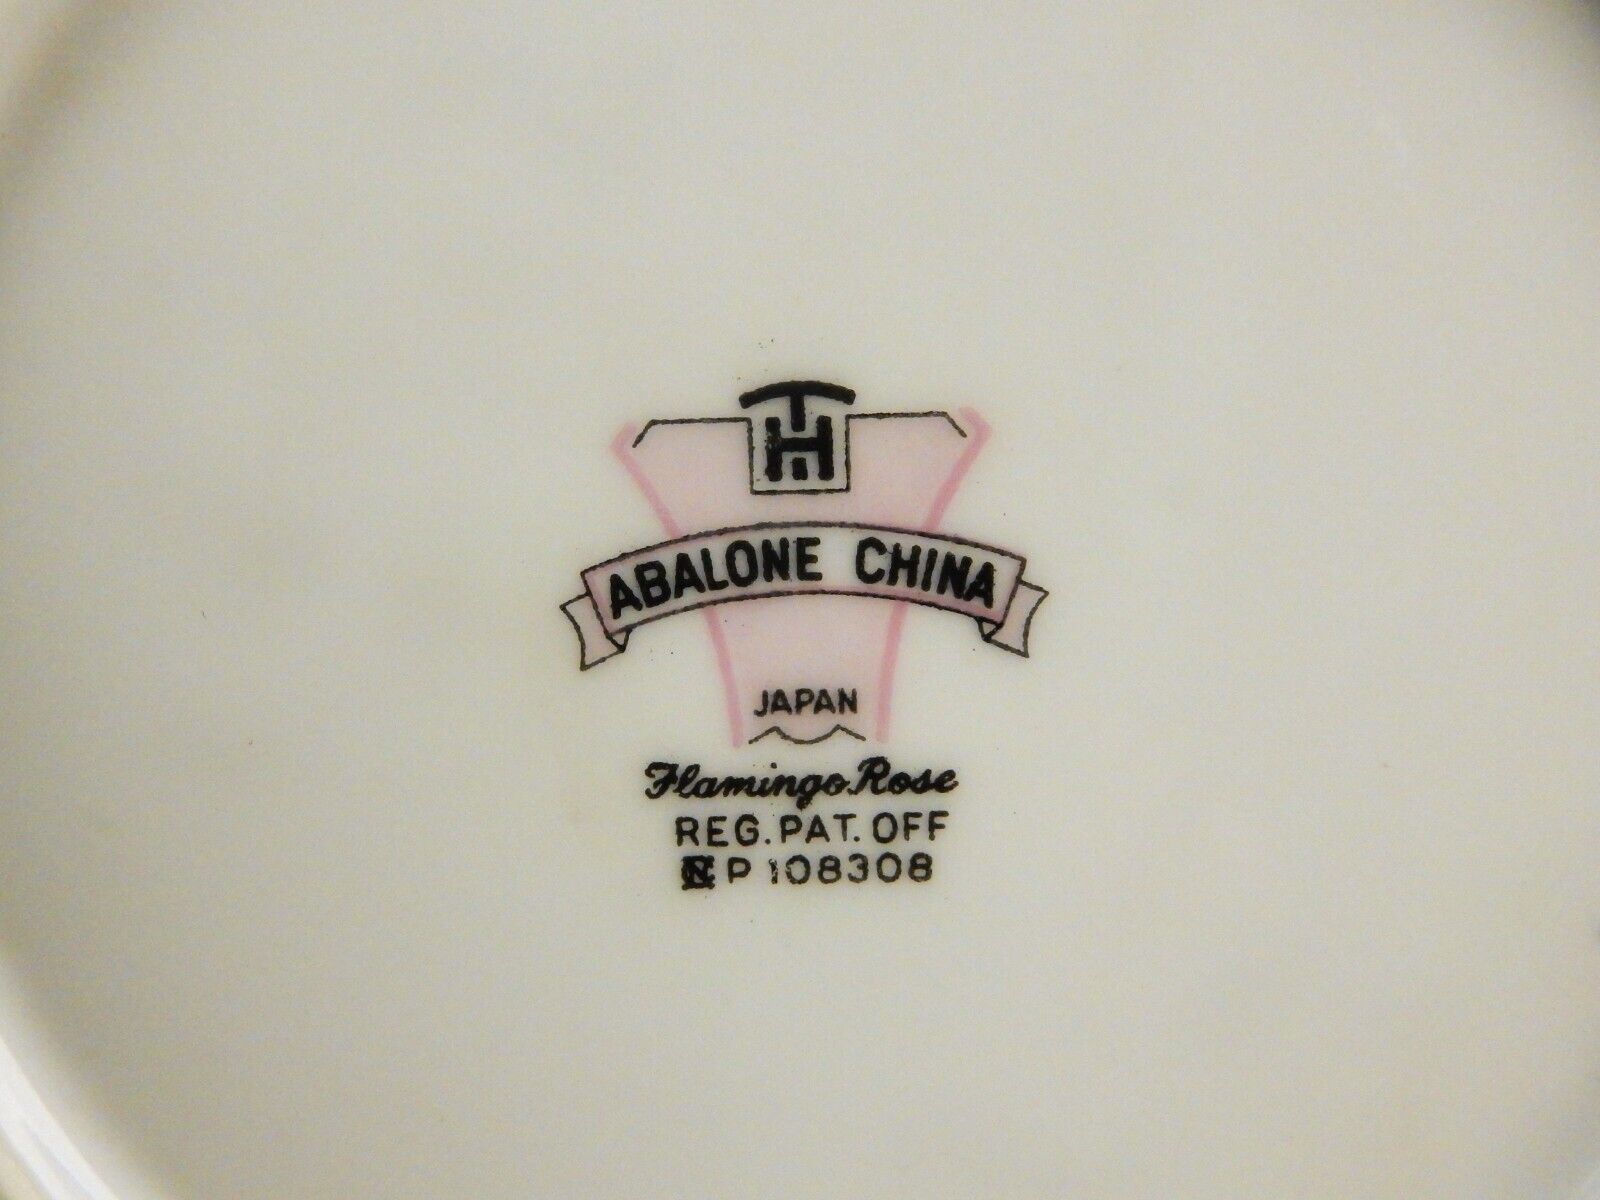 TH
ABALONE CHINA
JAPAN
Flamingo Rose
REG. PAT. OFF
P 108308